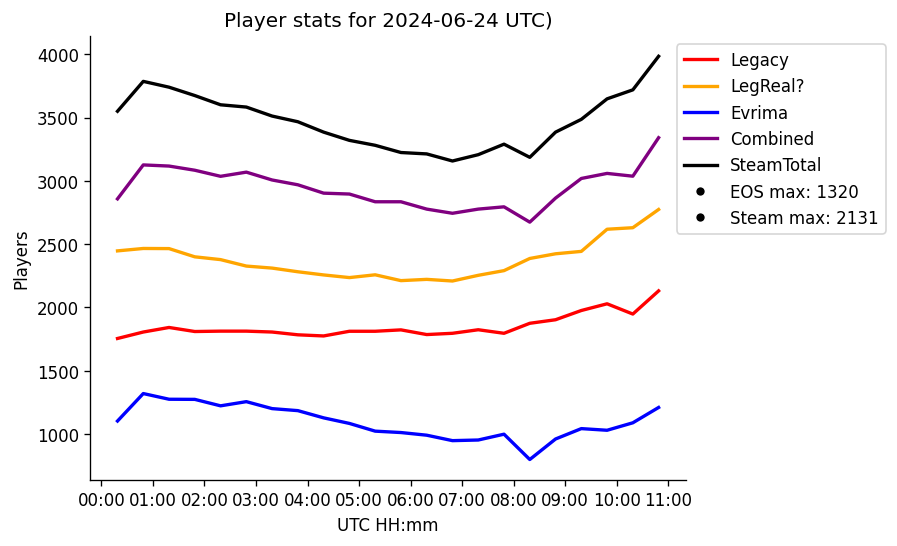 Player stats for 2024-06-24 UTC)
4000
3500
3000
2500
2000
1500
1000
Players
00:00 01:00 02:00 03:00 04:00 05:00 06:00 07:00 08:00 09:00 10:00 11:00
UTC HH:mm
Legacy
LegReal?
Evrima
Combined
SteamTotal
EOS max: 1320
Steam max: 2131